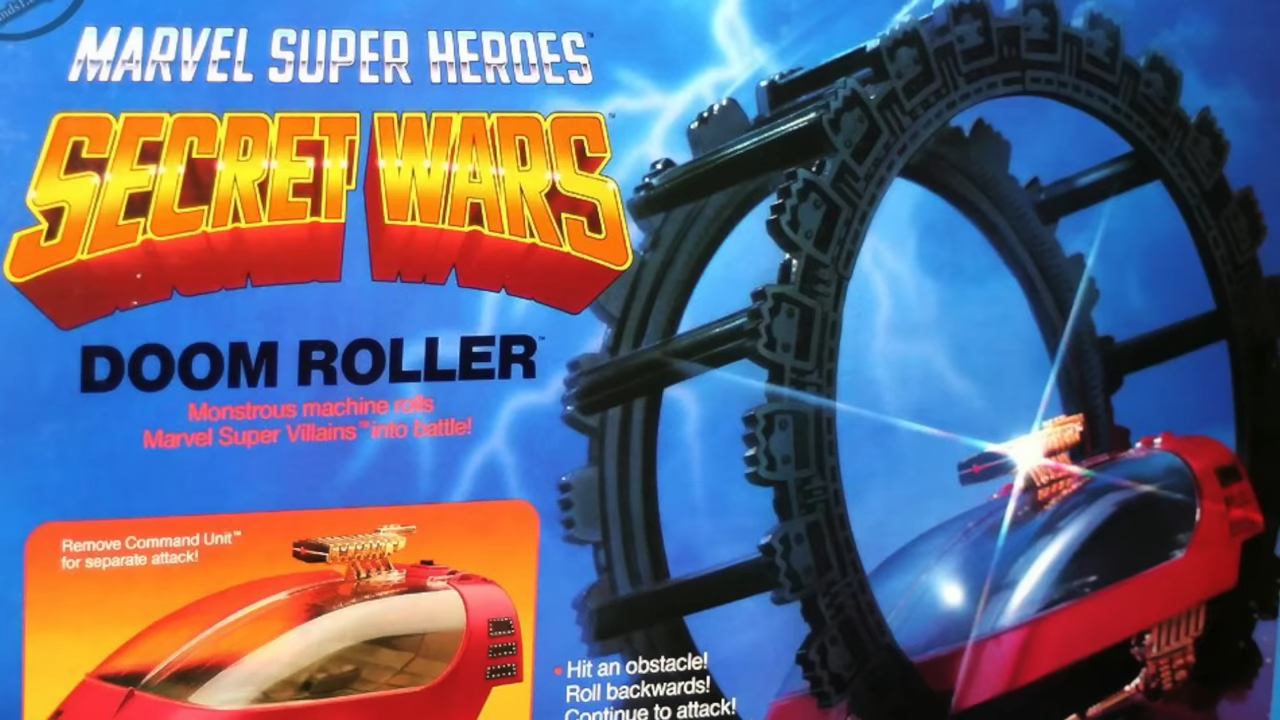 MARVEL SUPER HEROES™
SECRET WARS™
DOOM ROLLER™
Monstrous machine rolls
Marvel Super Villains™ into battle!
Remove Command Unit™
for separate attack!
• Hit an obstacle!
Roll backwards!
Continue to attack!